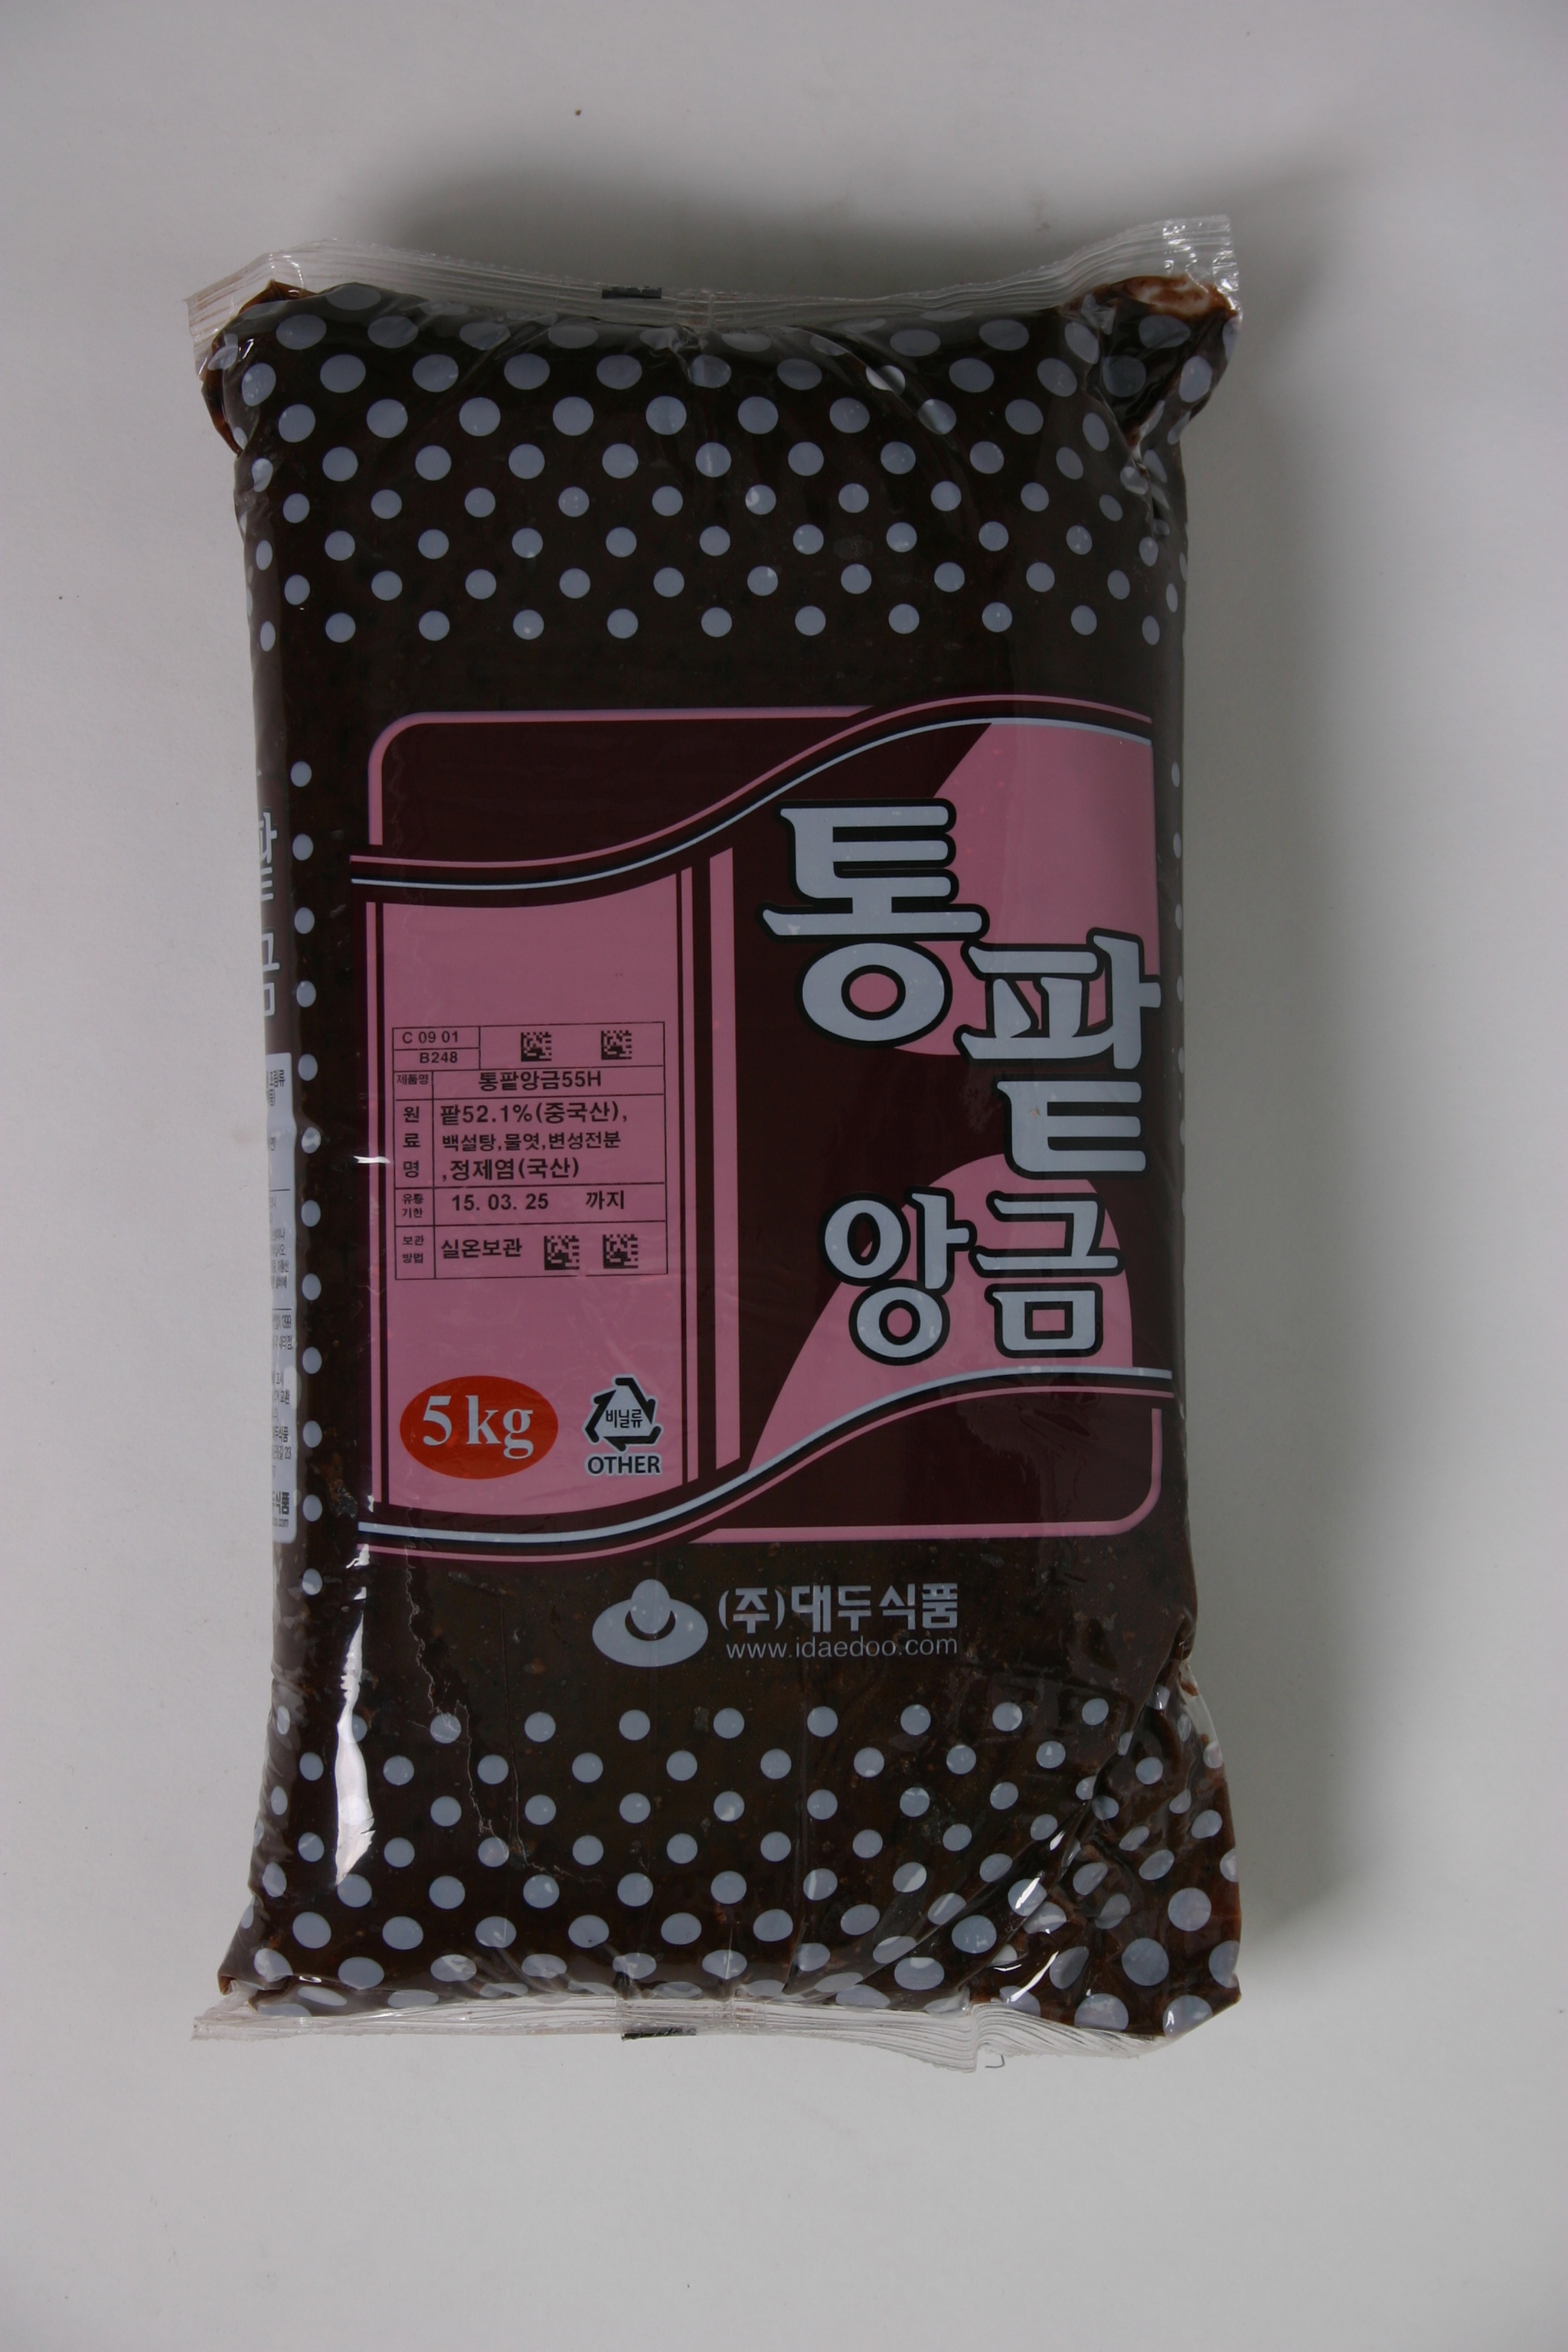 통
팥
앙금
C 09 01
B248
제품명 통팥앙금55H
원료명 팥52.1%(중국산),
백설탕,물엿,변성전분
,정제염(국산)
유통기한 15. 03. 25 까지
보관방법 실온보관
5kg
비닐류
OTHER
(주)대두식품
www.idaedoo.com